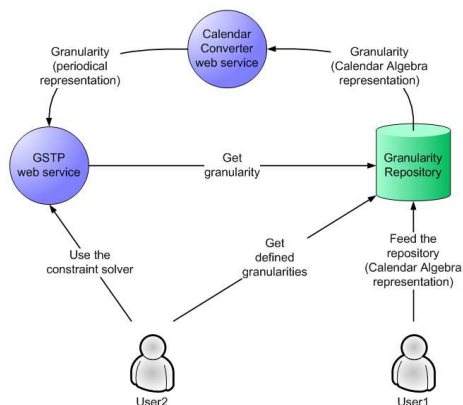 Calendar
Converter
web service
Granularity
(periodical
representation)
Granularity
(Calendar Algebra
representation)
GSTP
web service
Get
granularity
Granularity
Repository
Use the
constraint solver
Get
defined
granularities
Feed the
repository
(Calendar Algebra
representation)
User2
User1